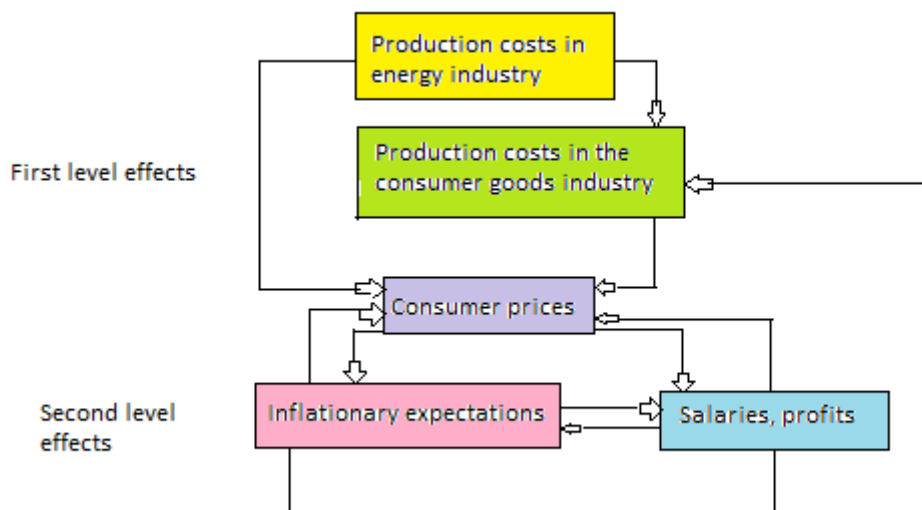 Production costs in
energy industry
First level effects
Production costs in the
consumer goods industry
Consumer prices
Second level
effects
Inflationary expectations
Salaries, profits